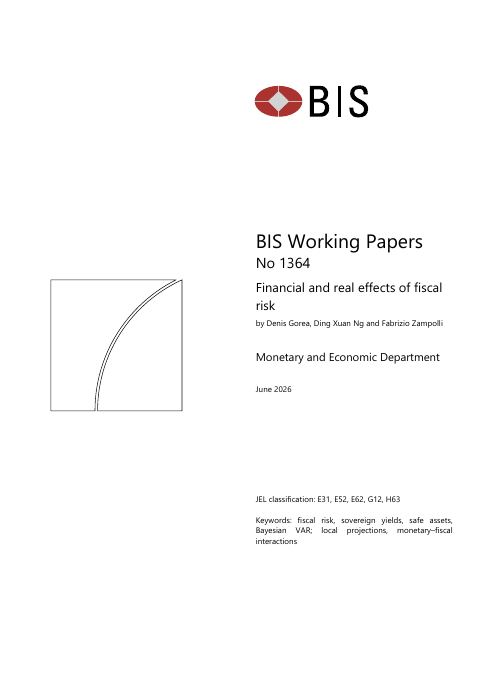 BIS
BIS Working Papers
No 1364
Financial and real effects of fiscal
risk
by Denis Gorea, Ding Xuan Ng and Fabrizio Zampolli
Monetary and Economic Department
June 2026
JEL classification: E31, E52, E62, G12, H63
Keywords: fiscal risk, sovereign yields, safe assets,
Bayesian VAR; local projections, monetary–fiscal
interactions